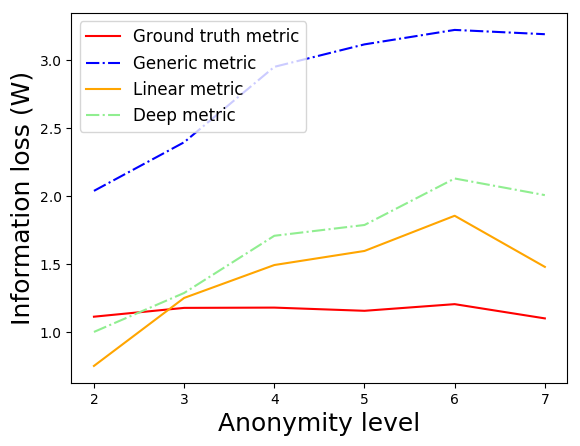 Ground truth metric
Generic metric
Linear metric
Deep metric
3.0
2.5
2.0
1.5
1.0
Information loss (W)
2 3 4 5 6 7
Anonymity level